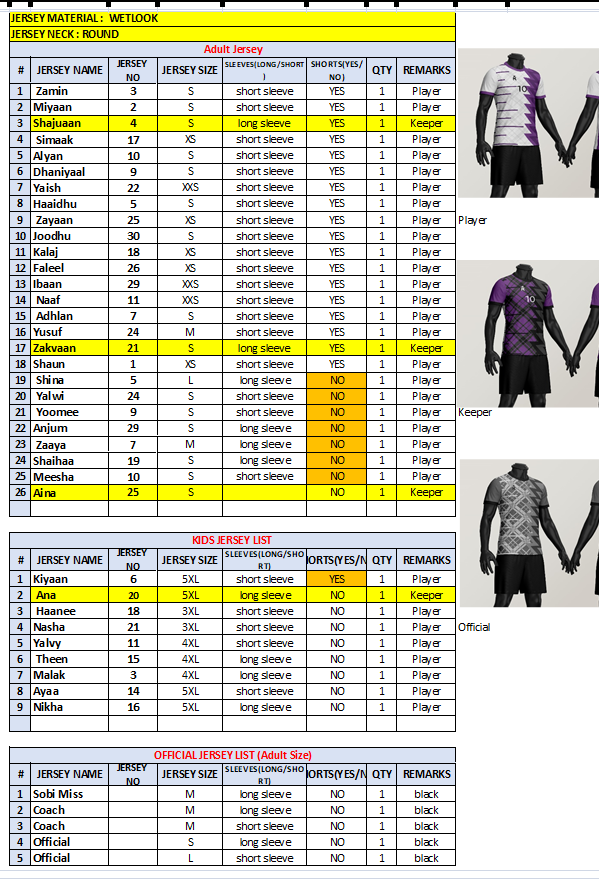 JERSEY MATERIAL : WETLOOK
JERSEY NECK : ROUND
Adult Jersey
# JERSEY NAME JERSEY NO JERSEY SIZE SLEEVES(LONG/SHORT) SHORTS(YES/NO) QTY REMARKS
1 Zamin 3 S short sleeve YES 1 Player
2 Miyaan 2 S short sleeve YES 1 Player
3 Shajuaan 4 S long sleeve YES 1 Keeper
4 Simaak 17 XS short sleeve YES 1 Player
5 Alyan 10 S short sleeve YES 1 Player
6 Dhaniyaal 9 S short sleeve YES 1 Player
7 Yaish 22 XXS short sleeve YES 1 Player
8 Haaidhu 5 S short sleeve YES 1 Player
9 Zayaan 25 XS short sleeve YES 1 Player
10 Joodhu 30 S short sleeve YES 1 Player
11 Kalaj 18 XS short sleeve YES 1 Player
12 Faleel 26 XS short sleeve YES 1 Player
13 Ibaan 29 XXS short sleeve YES 1 Player
14 Naaf 11 XXS short sleeve YES 1 Player
15 Adhlan 7 S short sleeve YES 1 Player
16 Yusuf 24 M short sleeve YES 1 Player
17 Zakvaan 21 S long sleeve YES 1 Keeper
18 Shaun 1 XS short sleeve YES 1 Player
19 Shina 5 L long sleeve NO 1 Player
20 Yalwi 24 S short sleeve NO 1 Player
21 Yoomee 9 S short sleeve NO 1 Player
22 Anjum 29 S long sleeve NO 1 Player
23 Zaaya 7 M long sleeve NO 1 Player
24 Shaihaa 19 S long sleeve NO 1 Player
25 Meesha 10 S short sleeve NO 1 Player
26 Aina 25 S NO 1 Keeper
KIDS JERSEY LIST
# JERSEY NAME JERSEY NO JERSEY SIZE SLEEVES(LONG/SHORT) ORTS(YES/N QTY REMARKS
1 Kiyaan 6 5XL short sleeve YES 1 Player
2 Ana 20 5XL long sleeve NO 1 Keeper
3 Haanee 18 3XL short sleeve NO 1 Player
4 Nasha 21 3XL short sleeve NO 1 Player
5 Yalvy 11 4XL short sleeve NO 1 Player
6 Theen 15 4XL long sleeve NO 1 Player
7 Malak 3 4XL long sleeve NO 1 Player
8 Ayaa 14 5XL short sleeve NO 1 Player
9 Nikha 16 5XL long sleeve NO 1 Player
OFFICIAL JERSEY LIST (Adult Size)
# JERSEY NAME JERSEY NO JERSEY SIZE SLEEVES(LONG/SHORT) ORTS(YES/N QTY REMARKS
1 Sobi Miss M long sleeve NO 1 black
2 Coach M long sleeve NO 1 black
3 Coach M short sleeve NO 1 black
4 Official S long sleeve NO 1 black
5 Official L short sleeve NO 1 black
R
10
Player
R
10
Keeper
Official